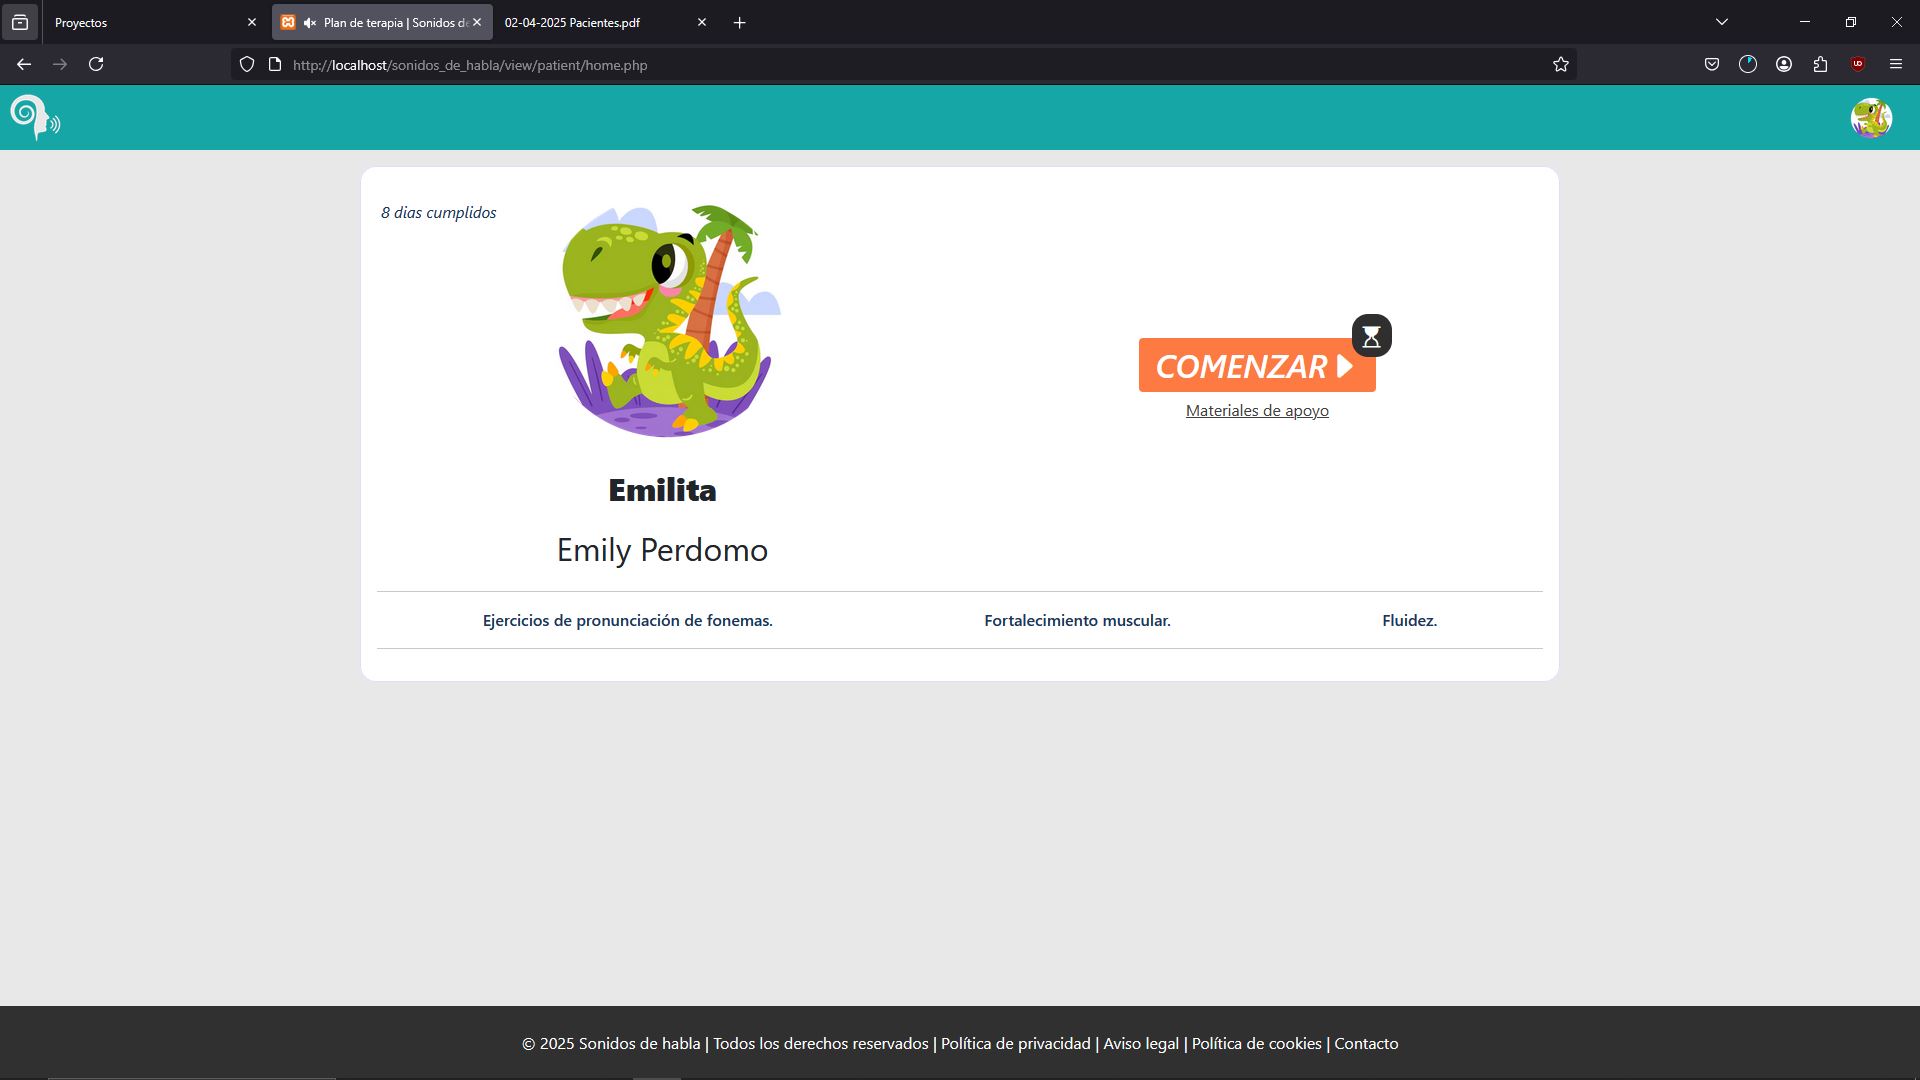 Proyectos
Plan de terapia | Sonidos de
02-04-2025 Pacientes.pdf
http://localhost/sonidos_de_habla/view/patient/home.php
8 dias cumplidos
COMENZAR
Materiales de apoyo
Emilita
Emily Perdomo
Ejercicios de pronunciación de fonemas.
Fortalecimiento muscular.
Fluidez.
© 2025 Sonidos de habla | Todos los derechos reservados | Política de privacidad | Aviso legal | Política de cookies | Contacto